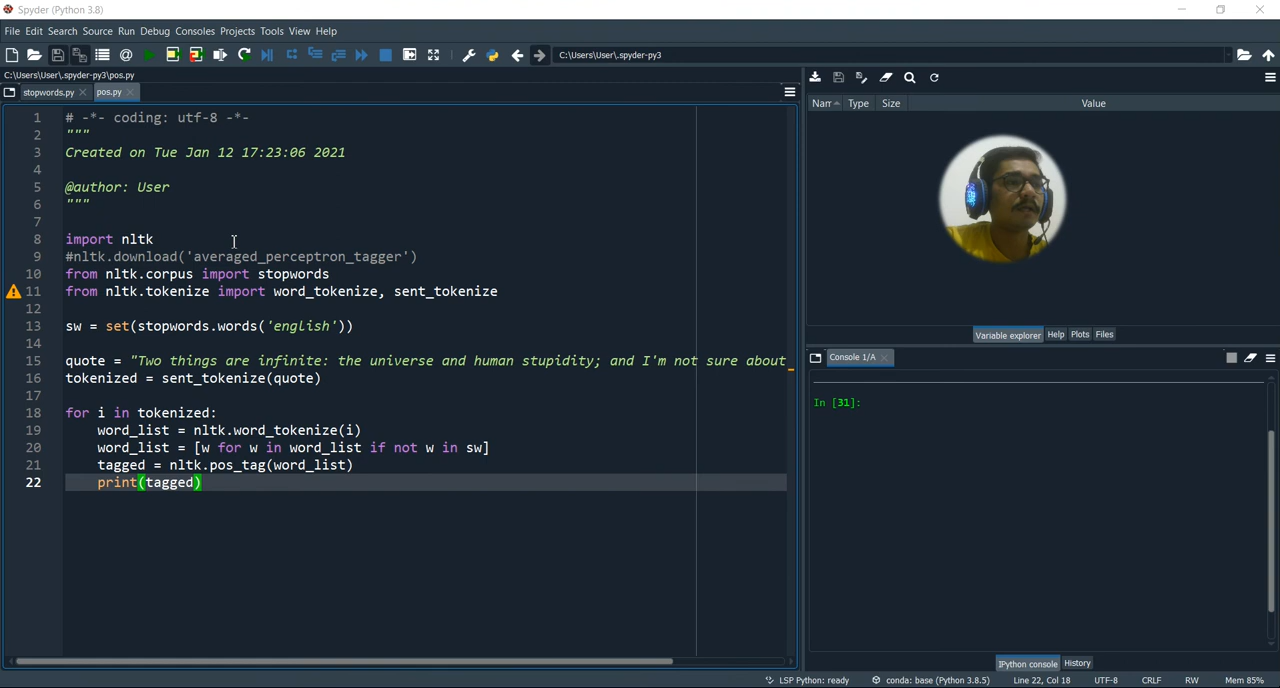 Spyder (Python 3.8)
File Edit Search Source Run Debug Consoles Projects Tools View Help
C:\Users\User\.spyder-py3
C:\Users\User\.spyder-py3\pos.py
stopwords.py pos.py
1 # -*- coding: utf-8 -*-
2 """
3 Created on Tue Jan 12 17:23:06 2021
4
5 @author: User
6 """
7
8 import nltk
9 #nltk.download('averaged_perceptron_tagger')
10 from nltk.corpus import stopwords
11 from nltk.tokenize import word_tokenize, sent_tokenize
12
13 sw = set(stopwords.words('english'))
14
15 quote = "Two things are infinite: the universe and human stupidity; and I'm not sure about
16 tokenized = sent_tokenize(quote)
17
18 for i in tokenized:
19 word_list = nltk.word_tokenize(i)
20 word_list = [w for w in word_list if not w in sw]
21 tagged = nltk.pos_tag(word_list)
22 print(tagged)
Nam Type Size Value
Variable explorer Help Plots Files
Console 1/A
In [31]:
IPython console History
LSP Python: ready conda: base (Python 3.8.5) Line 22, Col 18 UTF-8 CRLF RW Mem 85%